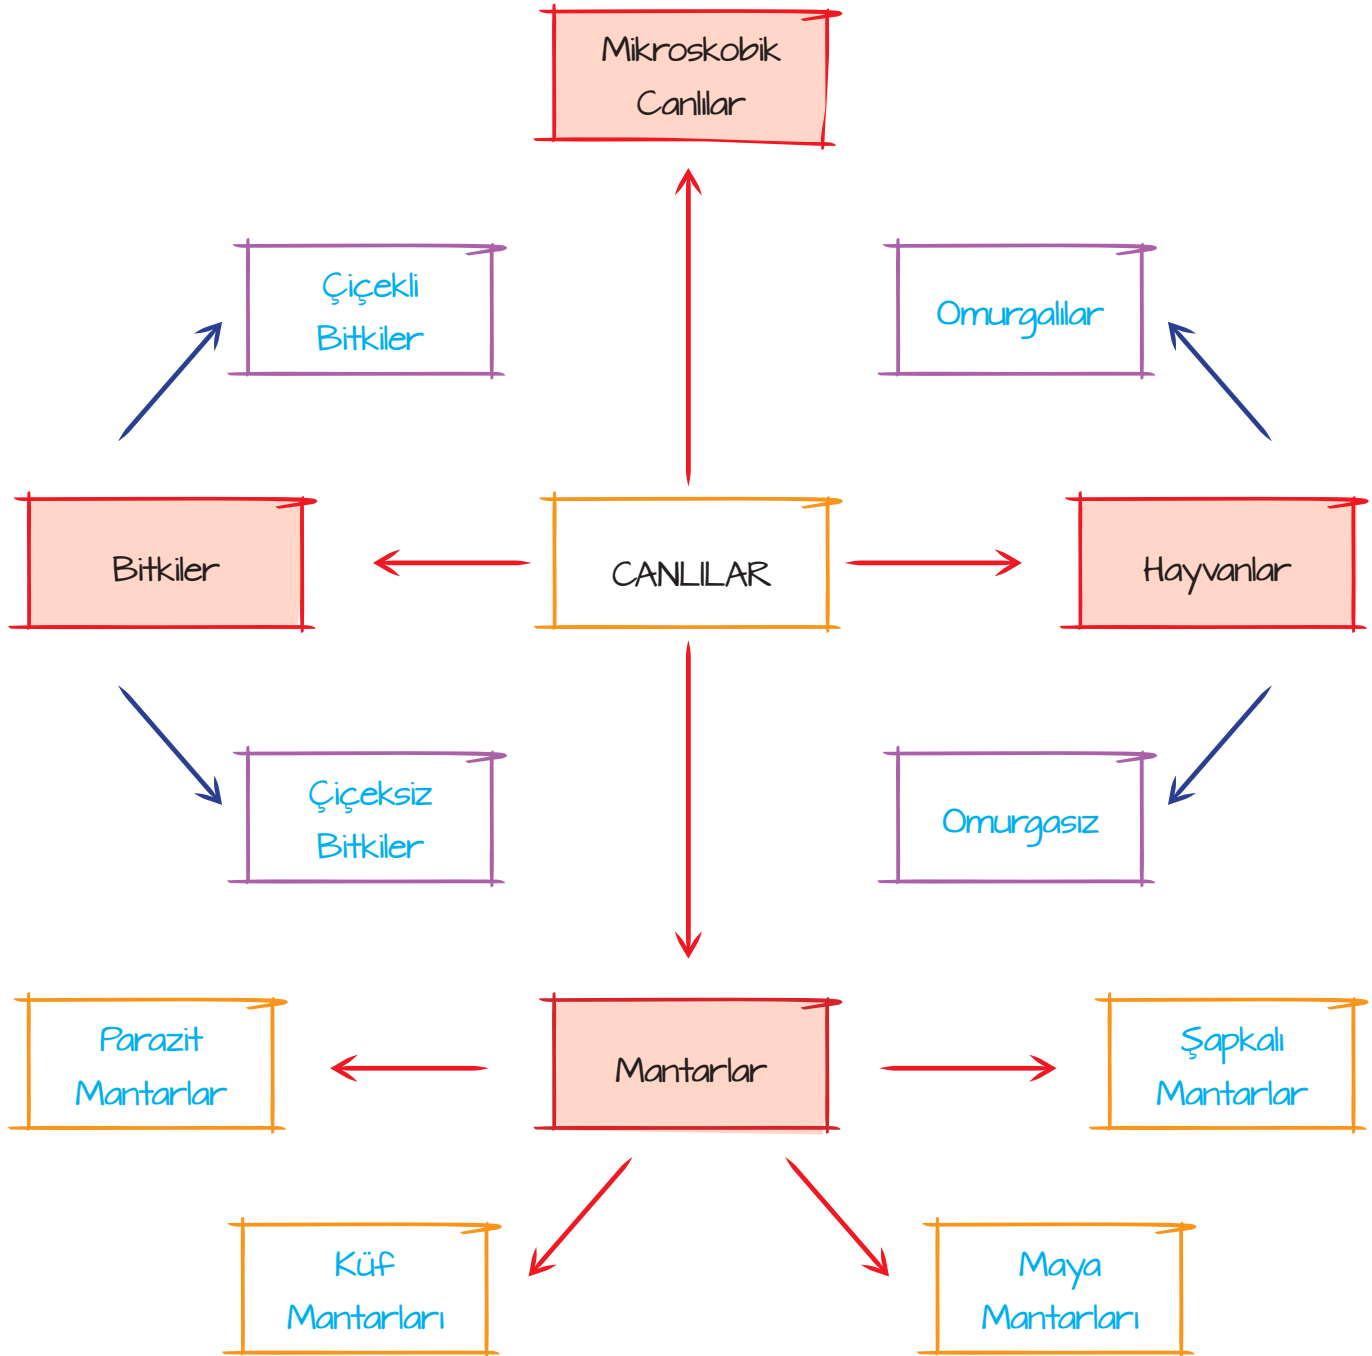 Mikroskobik
Canlılar
Çiçekli
Bitkiler
Omurgalılar
Bitkiler
CANLILAR
Hayvanlar
Çiçeksiz
Bitkiler
Omurgasız
Parazit
Mantarlar
Mantarlar
Şapkalı
Mantarlar
Küf
Mantarları
Maya
Mantarları